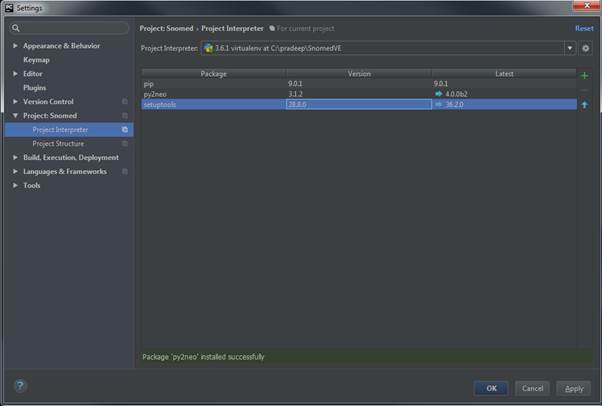 PC Settings
Project: Snomed › Project Interpreter For current project Reset
Appearance & Behavior
Keymap
Editor
Plugins
Version Control
Project: Snomed
Project Interpreter
Project Structure
Build, Execution, Deployment
Languages & Frameworks
Tools
Project Interpreter: 3.6.1 virtualenv at C:\pradeep\SnomedVE
Package Version Latest
pip 9.0.1 9.0.1
py2neo 3.1.2 4.0.0b2
setuptools 28.8.0 36.2.0
Package 'py2neo' installed successfully
? OK Cancel Apply